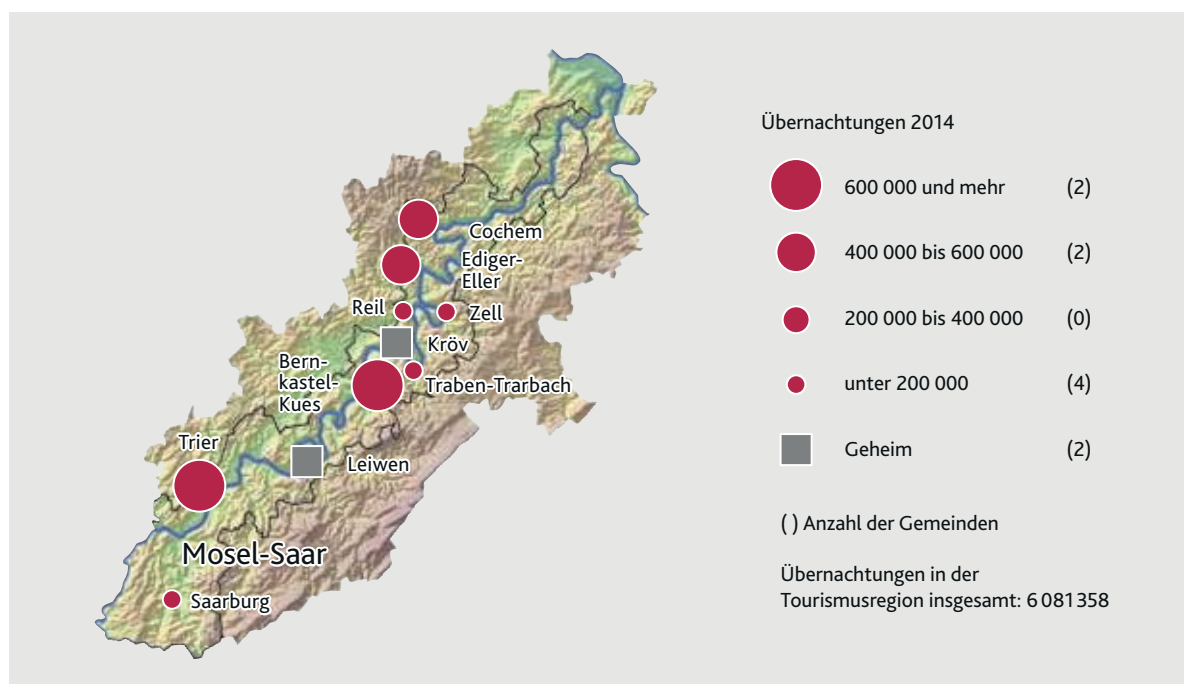 Übernachtungen 2014
600 000 und mehr (2)
400 000 bis 600 000 (2)
200 000 bis 400 000 (0)
unter 200 000 (4)
Geheim (2)
( ) Anzahl der Gemeinden
Übernachtungen in der
Tourismusregion insgesamt: 6 081 358
Cochem
Ediger-
Eller
Reil
Zell
Kröv
Bern-
kastel-
Kues
Traben-Trarbach
Trier
Leiwen
Mosel-Saar
Saarburg